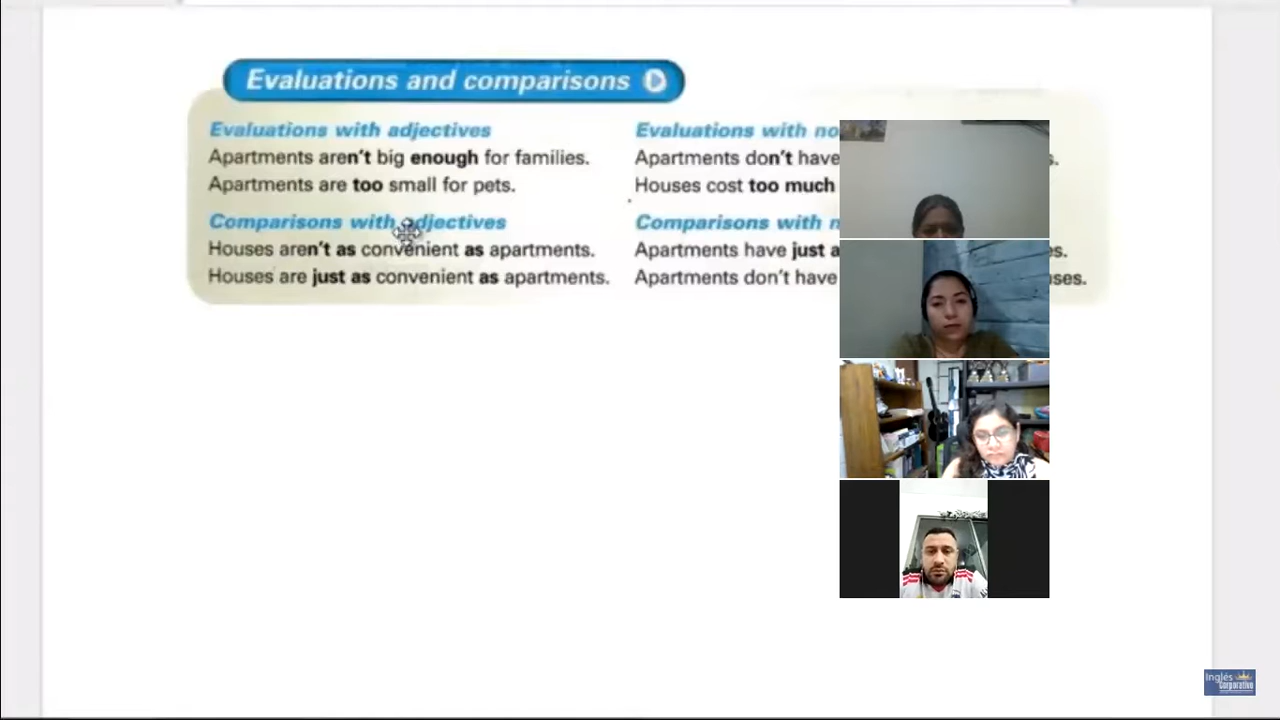 Evaluations and comparisons
Evaluations with adjectives
Apartments aren't big enough for families.
Apartments are too small for pets.
Comparisons with adjectives
Houses aren't as convenient as apartments.
Houses are just as convenient as apartments.
Evaluations with
Apartments don't have
Houses cost too much
Comparisons with
Apartments have just
Apartments don't have
Inglés
Corporativo